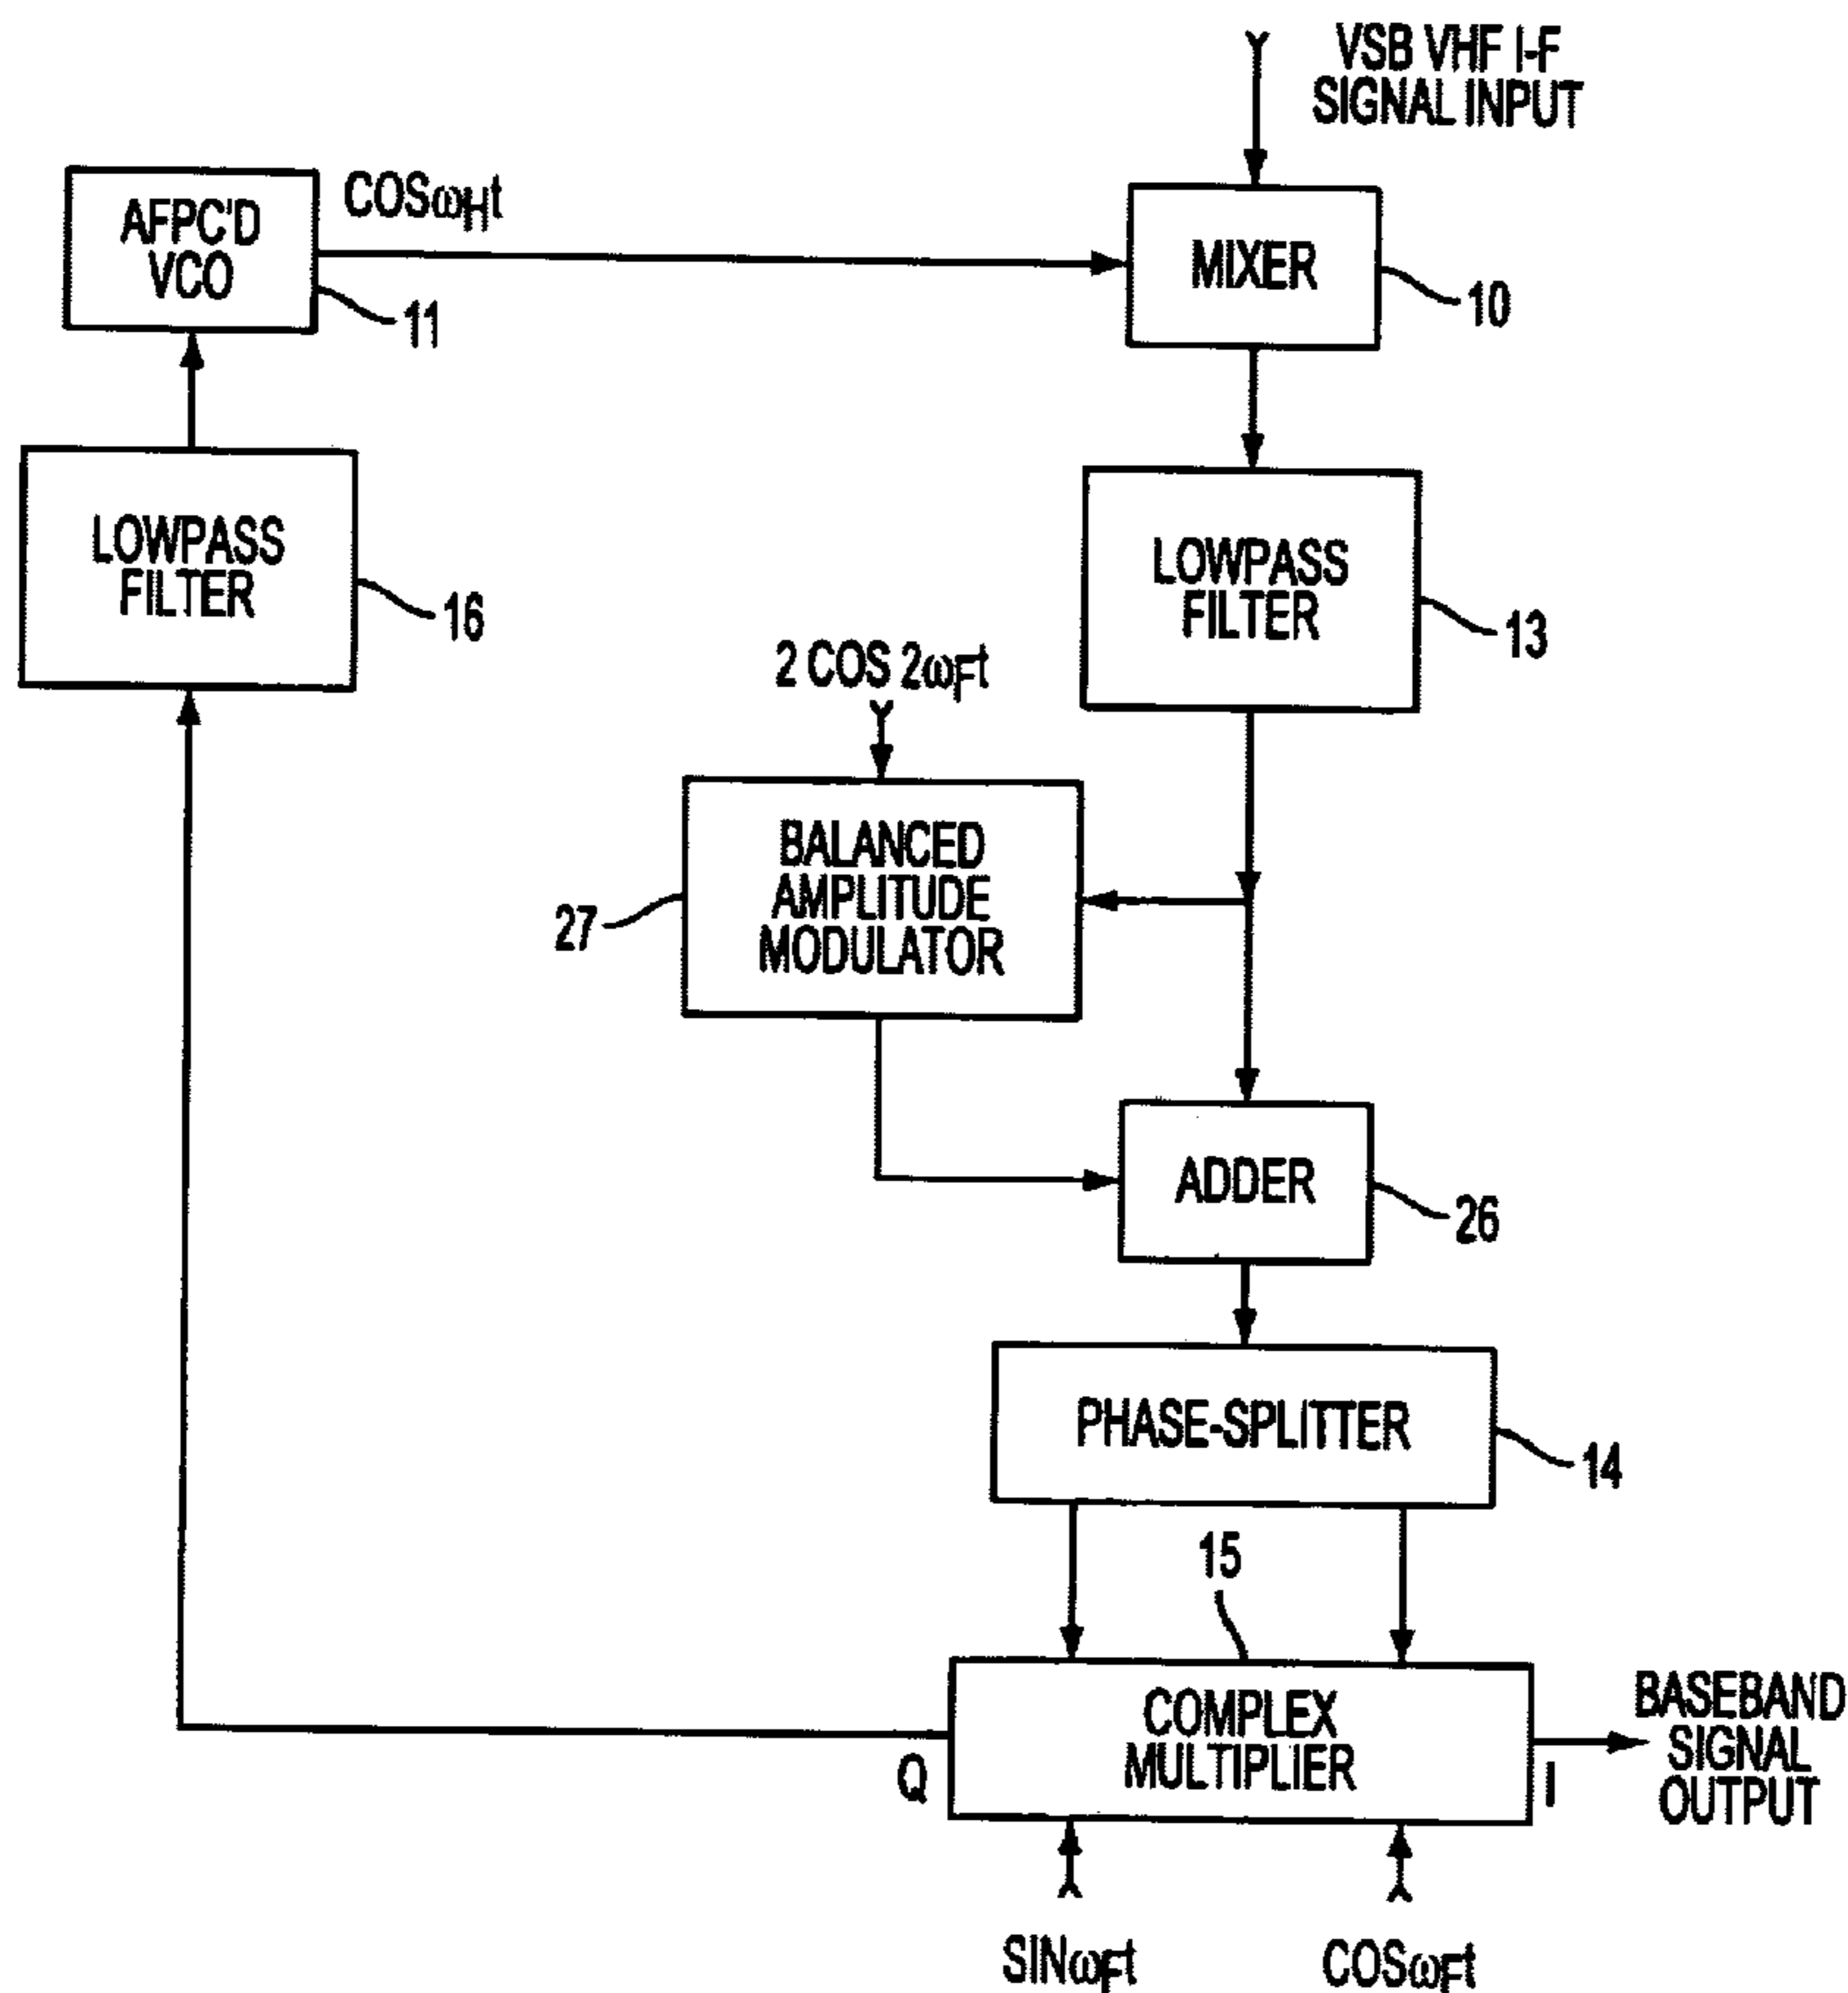 VSB VHF I-F
SIGNAL INPUT
AFPC'D
VCO
11
COSωHt
MIXER
10
LOWPASS
FILTER
16
LOWPASS
FILTER
13
2 COS 2ωFt
BALANCED
AMPLITUDE
MODULATOR
27
ADDER
26
PHASE-SPLITTER
14
15
COMPLEX
MULTIPLIER
Q
I
BASEBAND
SIGNAL
OUTPUT
SINωFt
COSωFt